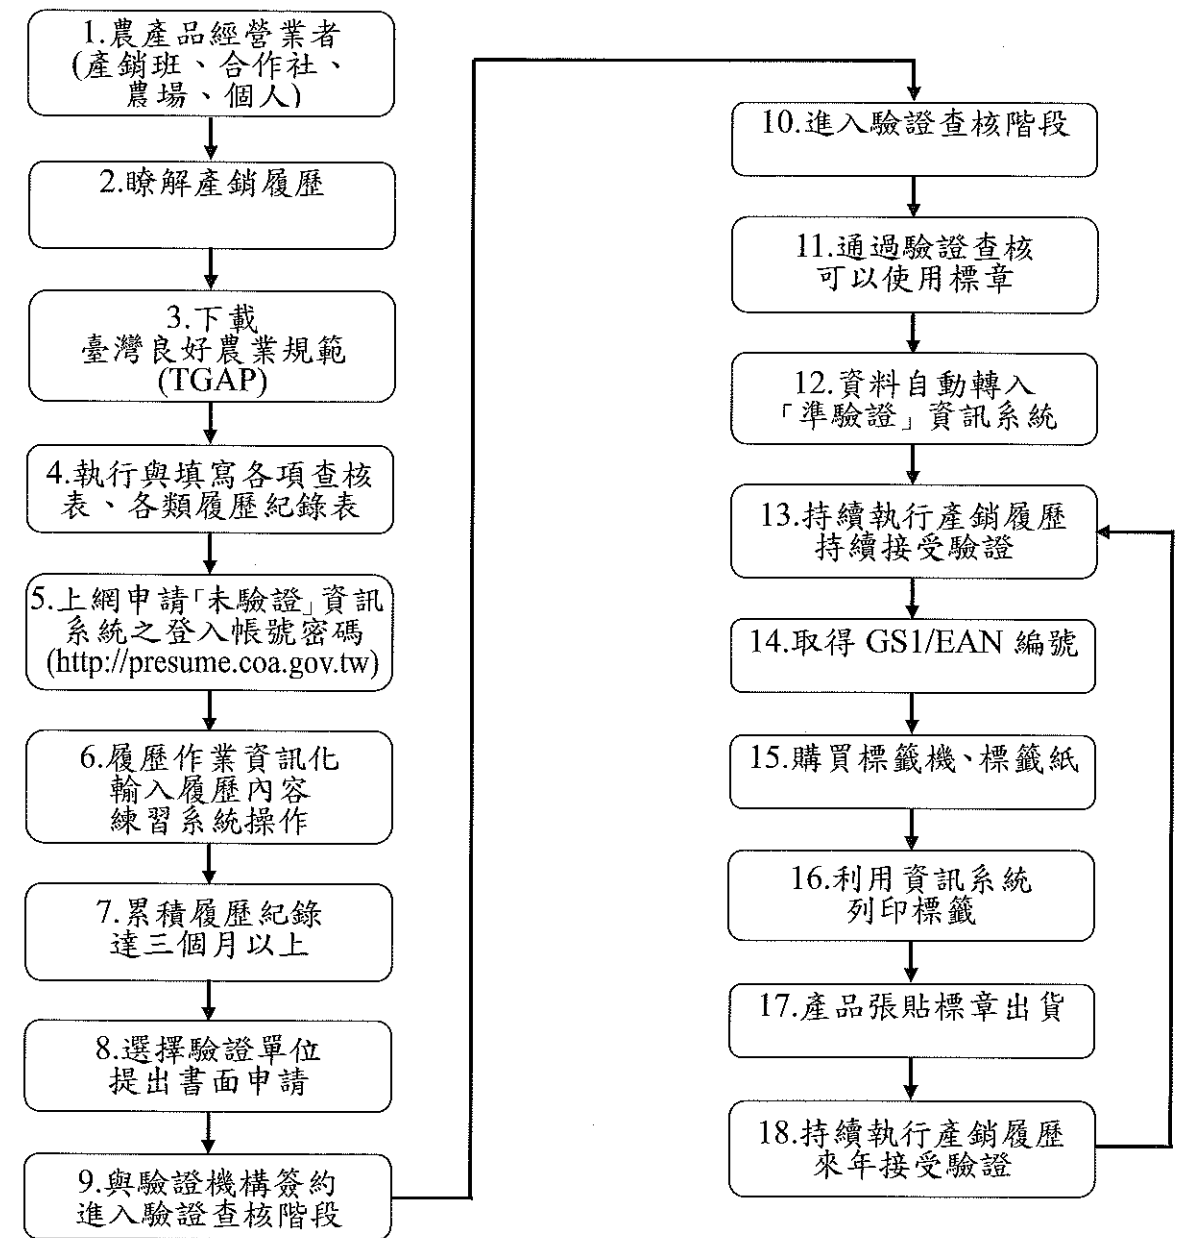 1.農產品經營業者
(產銷班、合作社、
農場、個人)
2.瞭解產銷履歷
3.下載
臺灣良好農業規範
(TGAP)
4.執行與填寫各項查核
表、各類履歷紀錄表
5.上網申請「未驗證」資訊
系統之登入帳號密碼
(http://presume.coa.gov.tw)
6.履歷作業資訊化
輸入履歷內容
練習系統操作
7.累積履歷紀錄
達三個月以上
8.選擇驗證單位
提出書面申請
9.與驗證機構簽約
進入驗證查核階段
10.進入驗證查核階段
11.通過驗證查核
可以使用標章
12.資料自動轉入
「準驗證」資訊系統
13.持續執行產銷履歷
持續接受驗證
14.取得 GS1/EAN 編號
15.購買標籤機、標籤紙
16.利用資訊系統
列印標籤
17.產品張貼標章出貨
18.持續執行產銷履歷
來年接受驗證